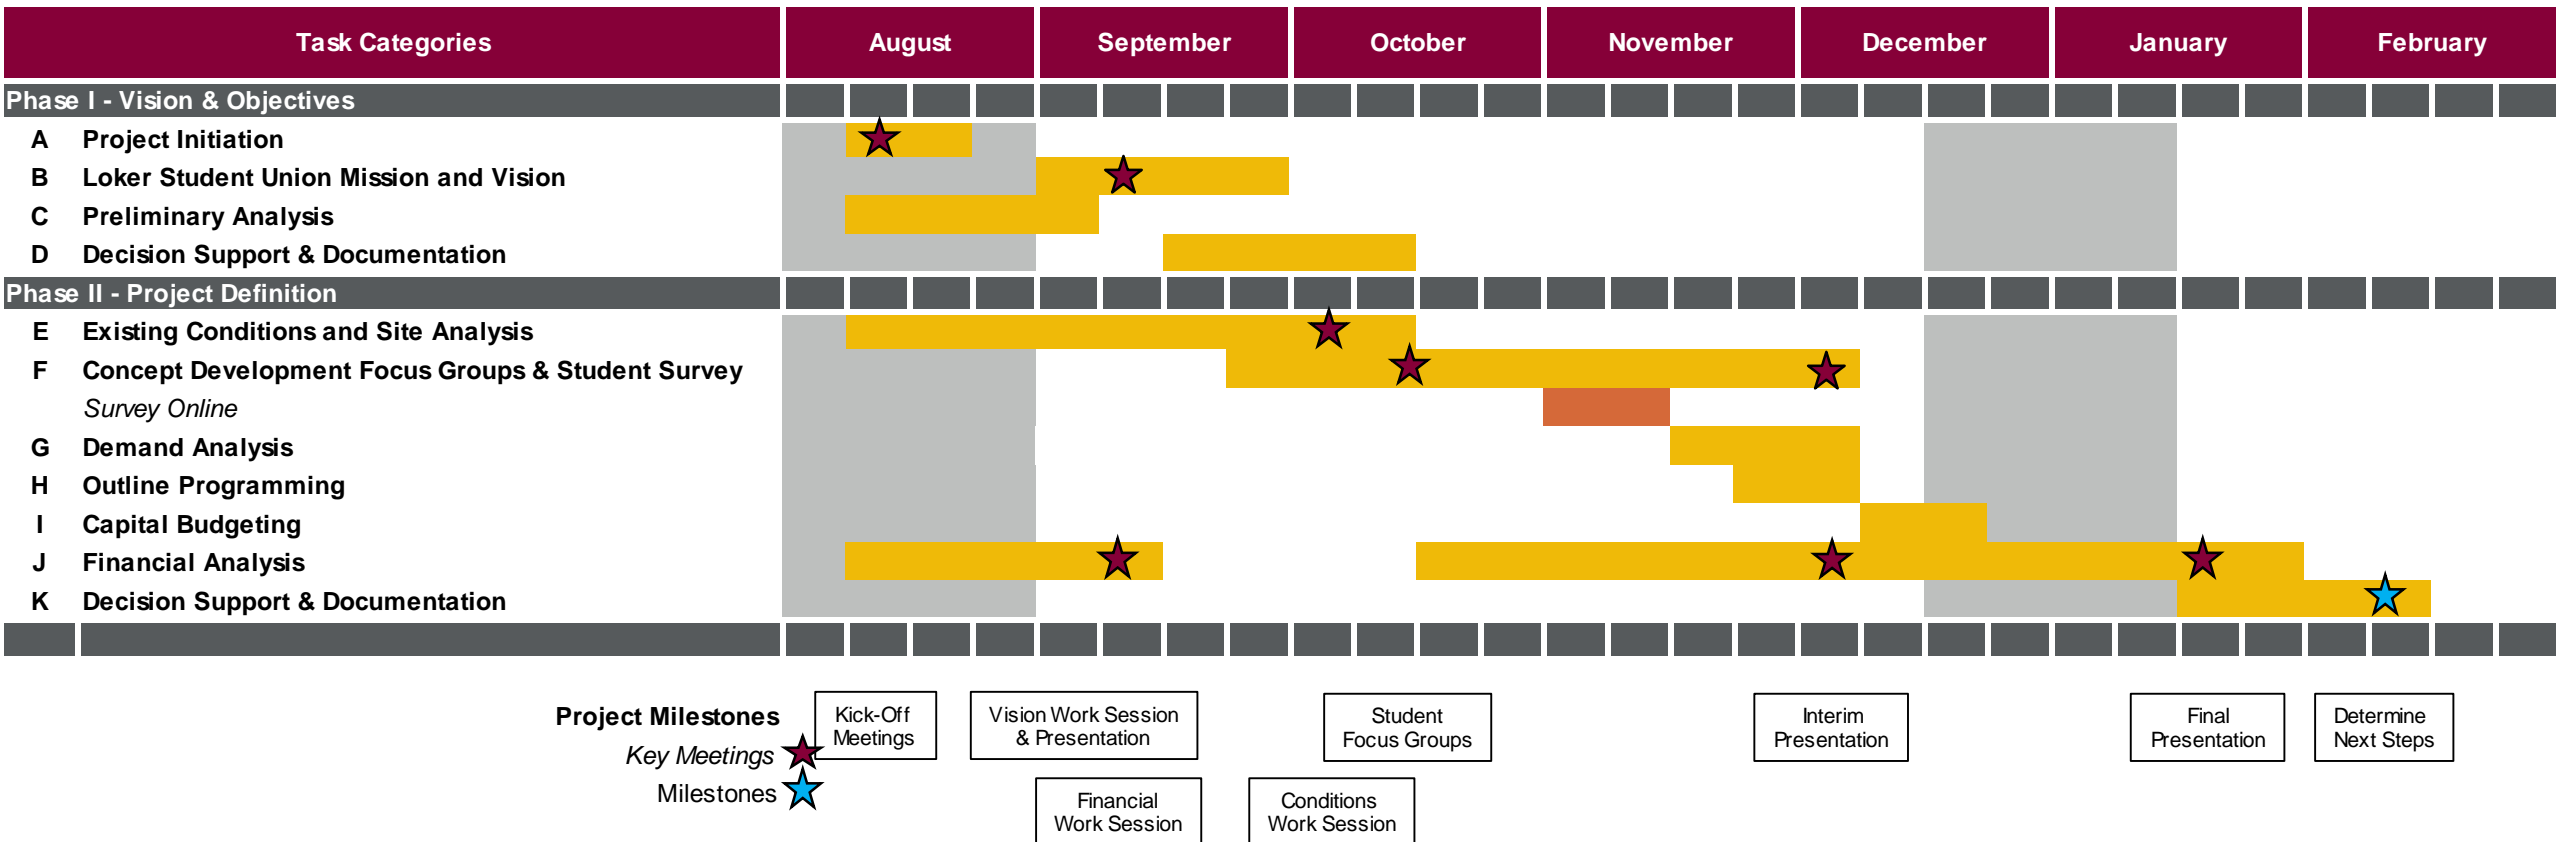 Task Categories August September October November December January February
Phase I - Vision & Objectives
A Project Initiation
B Loker Student Union Mission and Vision
C Preliminary Analysis
D Decision Support & Documentation
Phase II - Project Definition
E Existing Conditions and Site Analysis
F Concept Development Focus Groups & Student Survey
Survey Online
G Demand Analysis
H Outline Programming
I Capital Budgeting
J Financial Analysis
K Decision Support & Documentation
Project Milestones
Key Meetings
Milestones
Kick-Off
Meetings
Vision Work Session
& Presentation
Student
Focus Groups
Interim
Presentation
Final
Presentation
Determine
Next Steps
Financial
Work Session
Conditions
Work Session